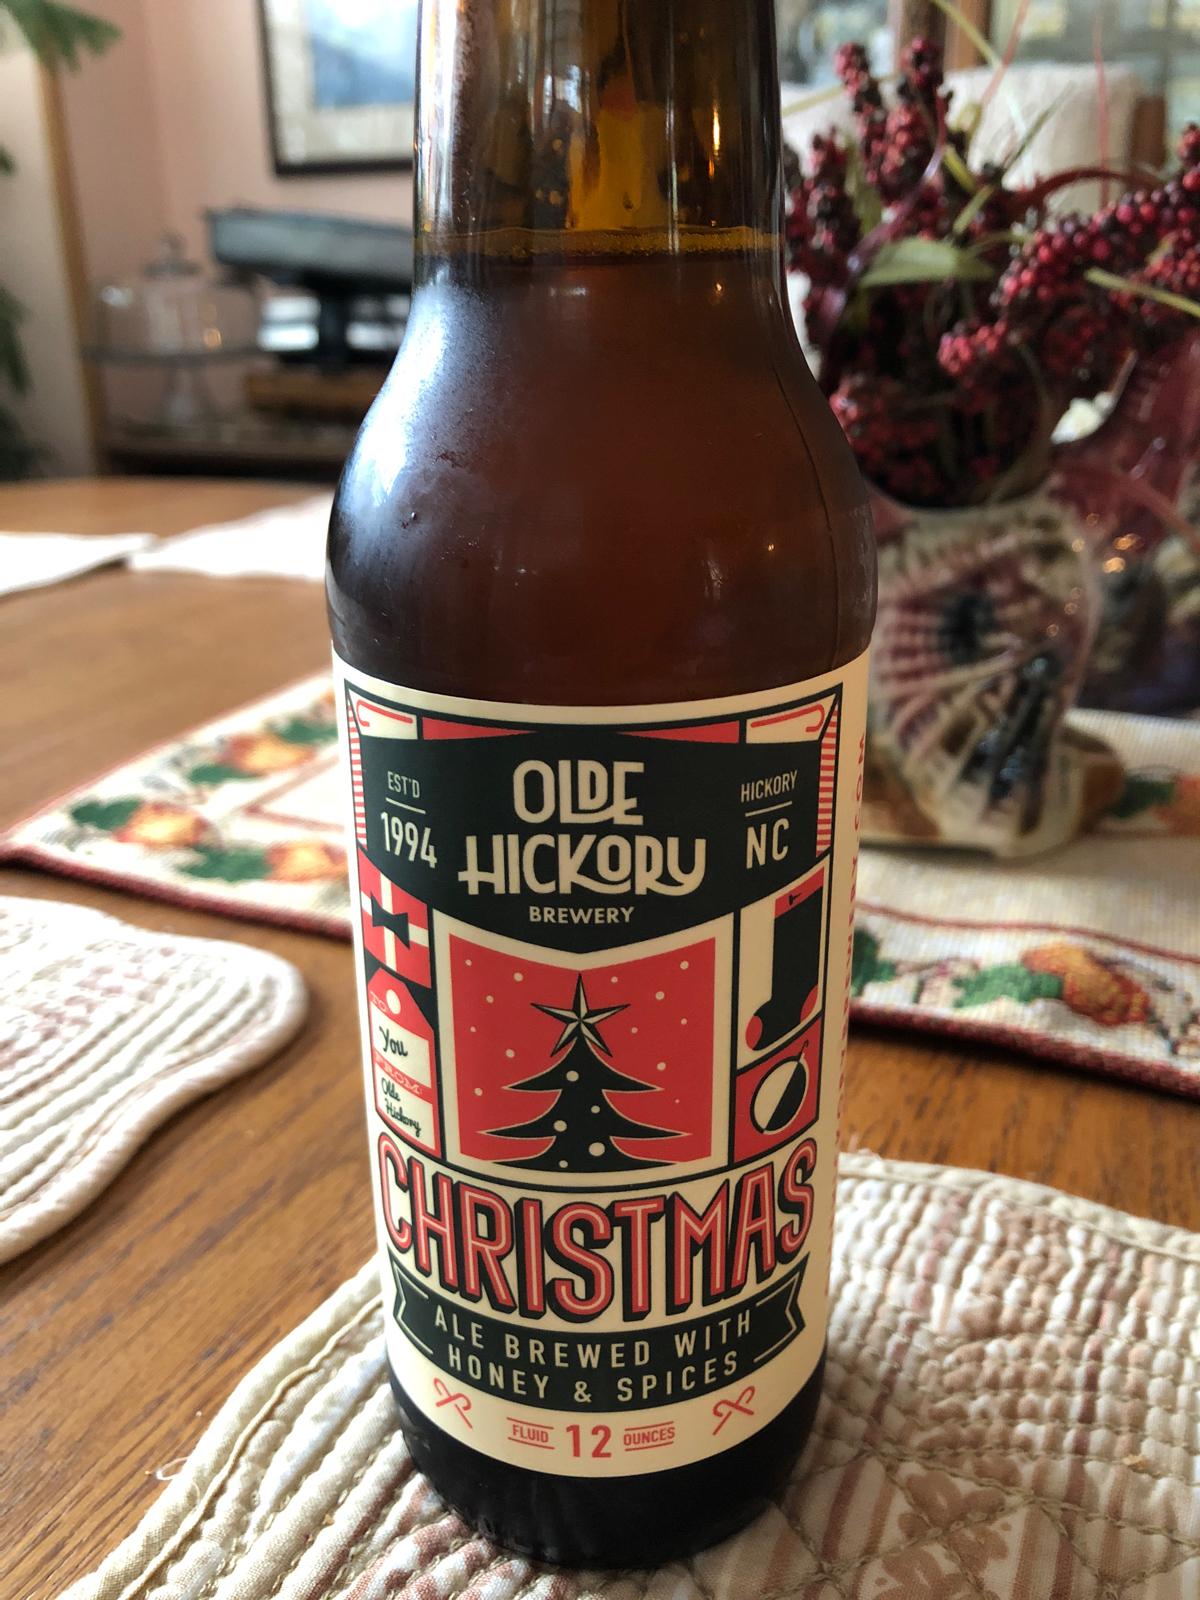 EST'D
1994
OLDE
HICKORY
BREWERY
HICKORY
NC
TO
You
FROM
Olde
Hickory
CHRISTMAS
ALE BREWED WITH
HONEY & SPICES
FLUID 12 OUNCES